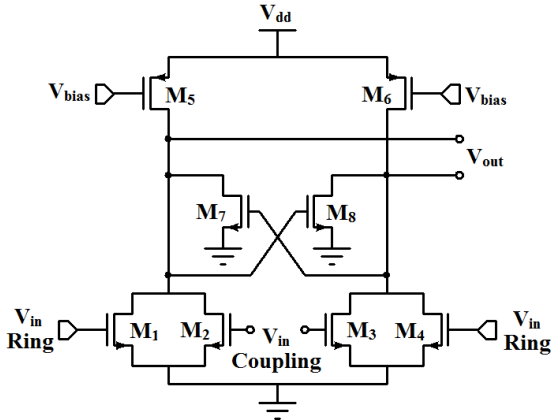 Vdd
Vbias
M5
M6
Vbias
Vout
M7
M8
Vin
Ring
M1
M2
Vin
Coupling
M3
M4
Vin
Ring